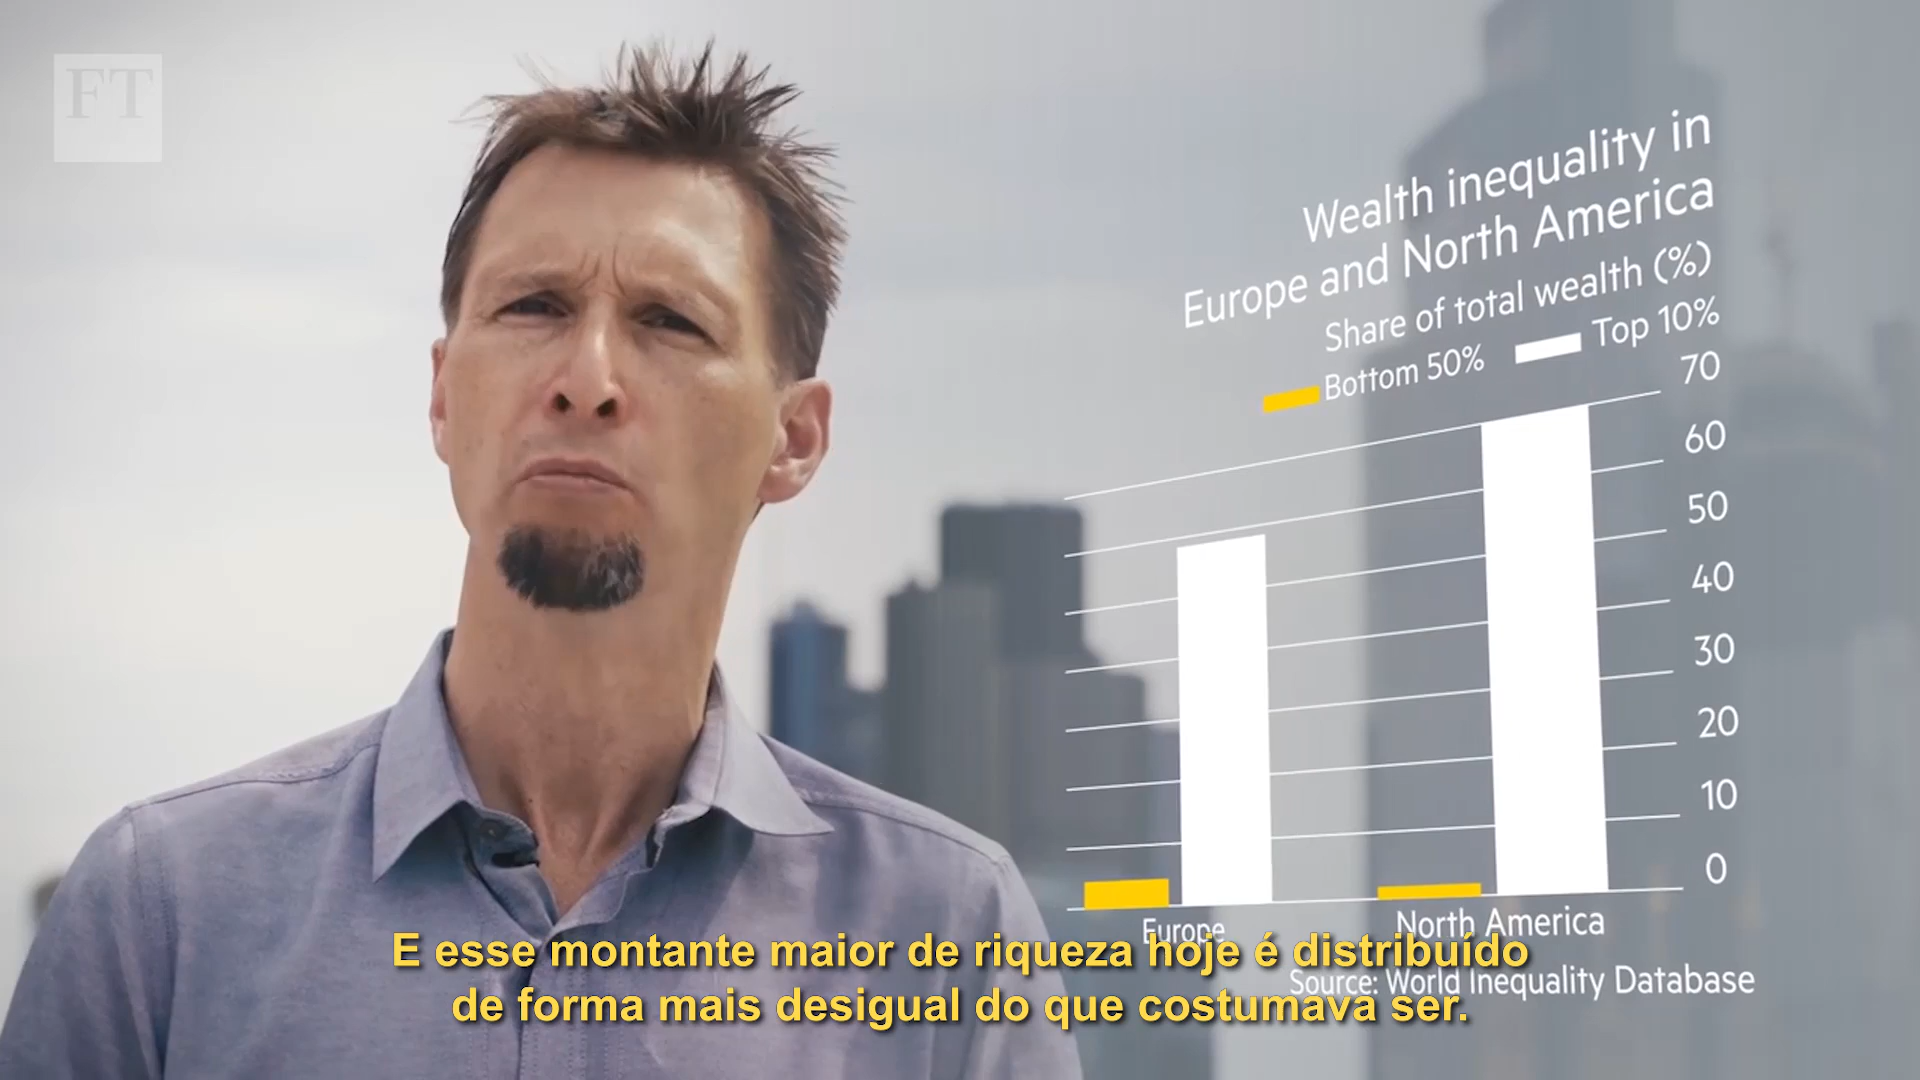 FT
Wealth inequality in
Europe and North America
Share of total wealth (%)
Bottom 50% Top 10%
70
60
50
40
30
20
10
0
Europe North America
E esse montante maior de riqueza hoje é distribuído
de forma mais desigual do que costumava ser.
Source: World Inequality Database